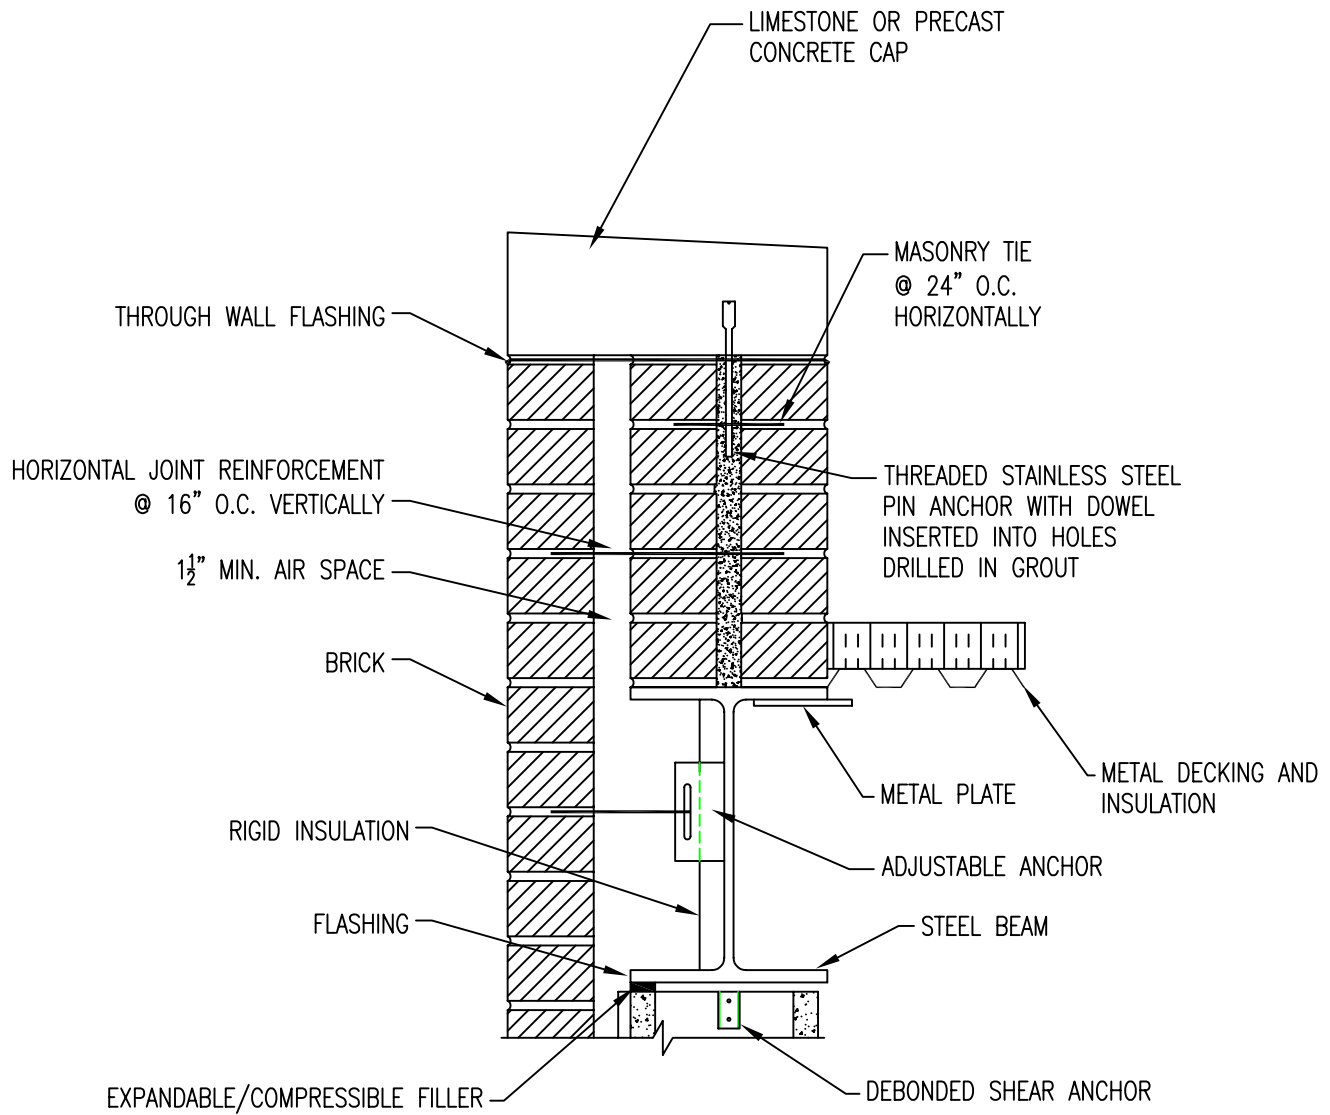 LIMESTONE OR PRECAST
CONCRETE CAP
MASONRY TIE
@ 24" O.C.
HORIZONTALLY
THROUGH WALL FLASHING
HORIZONTAL JOINT REINFORCEMENT
@ 16" O.C. VERTICALLY
THREADED STAINLESS STEEL
PIN ANCHOR WITH DOWEL
INSERTED INTO HOLES
DRILLED IN GROUT
1 1/2" MIN. AIR SPACE
BRICK
METAL DECKING AND
INSULATION
METAL PLATE
RIGID INSULATION
ADJUSTABLE ANCHOR
FLASHING
STEEL BEAM
EXPANDABLE/COMPRESSIBLE FILLER
DEBONDED SHEAR ANCHOR